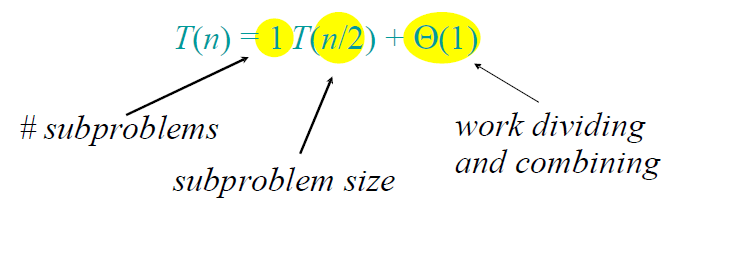 T(n) = 1 T(n/2) + Θ(1)
# subproblems
subproblem size
work dividing
and combining